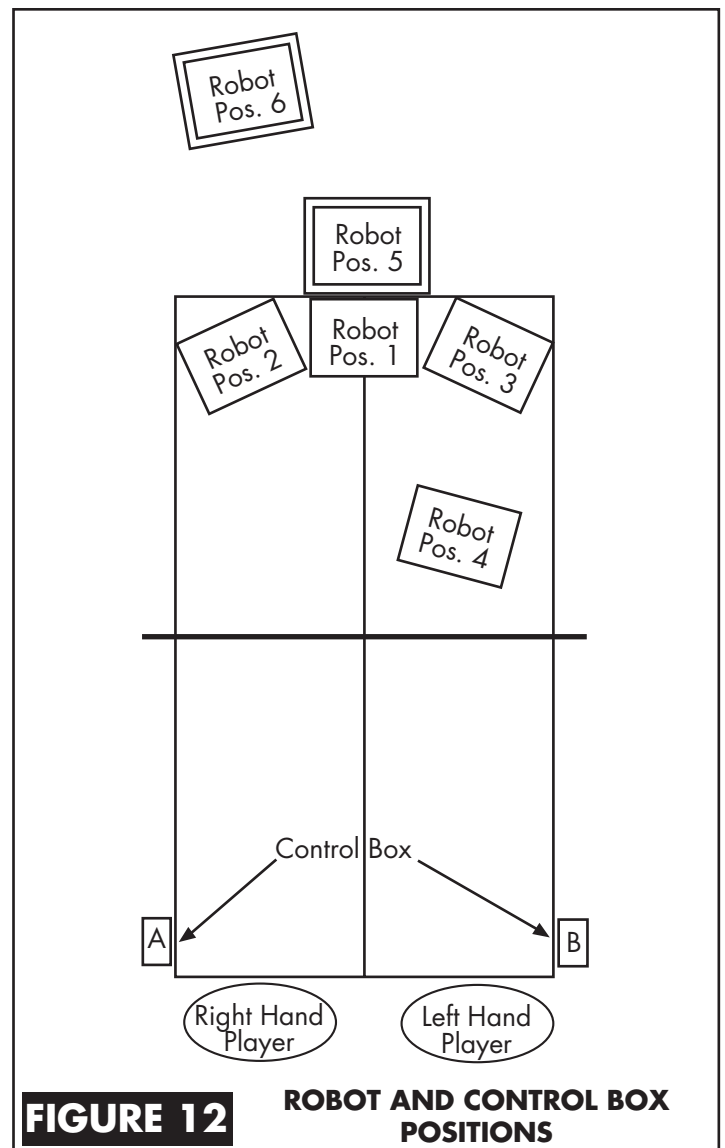 Robot
Pos. 6
Robot
Pos. 5
Robot
Pos. 2
Robot
Pos. 1
Robot
Pos. 3
Robot
Pos. 4
Control Box
A
B
Right Hand
Player
Left Hand
Player
FIGURE 12
ROBOT AND CONTROL BOX
POSITIONS